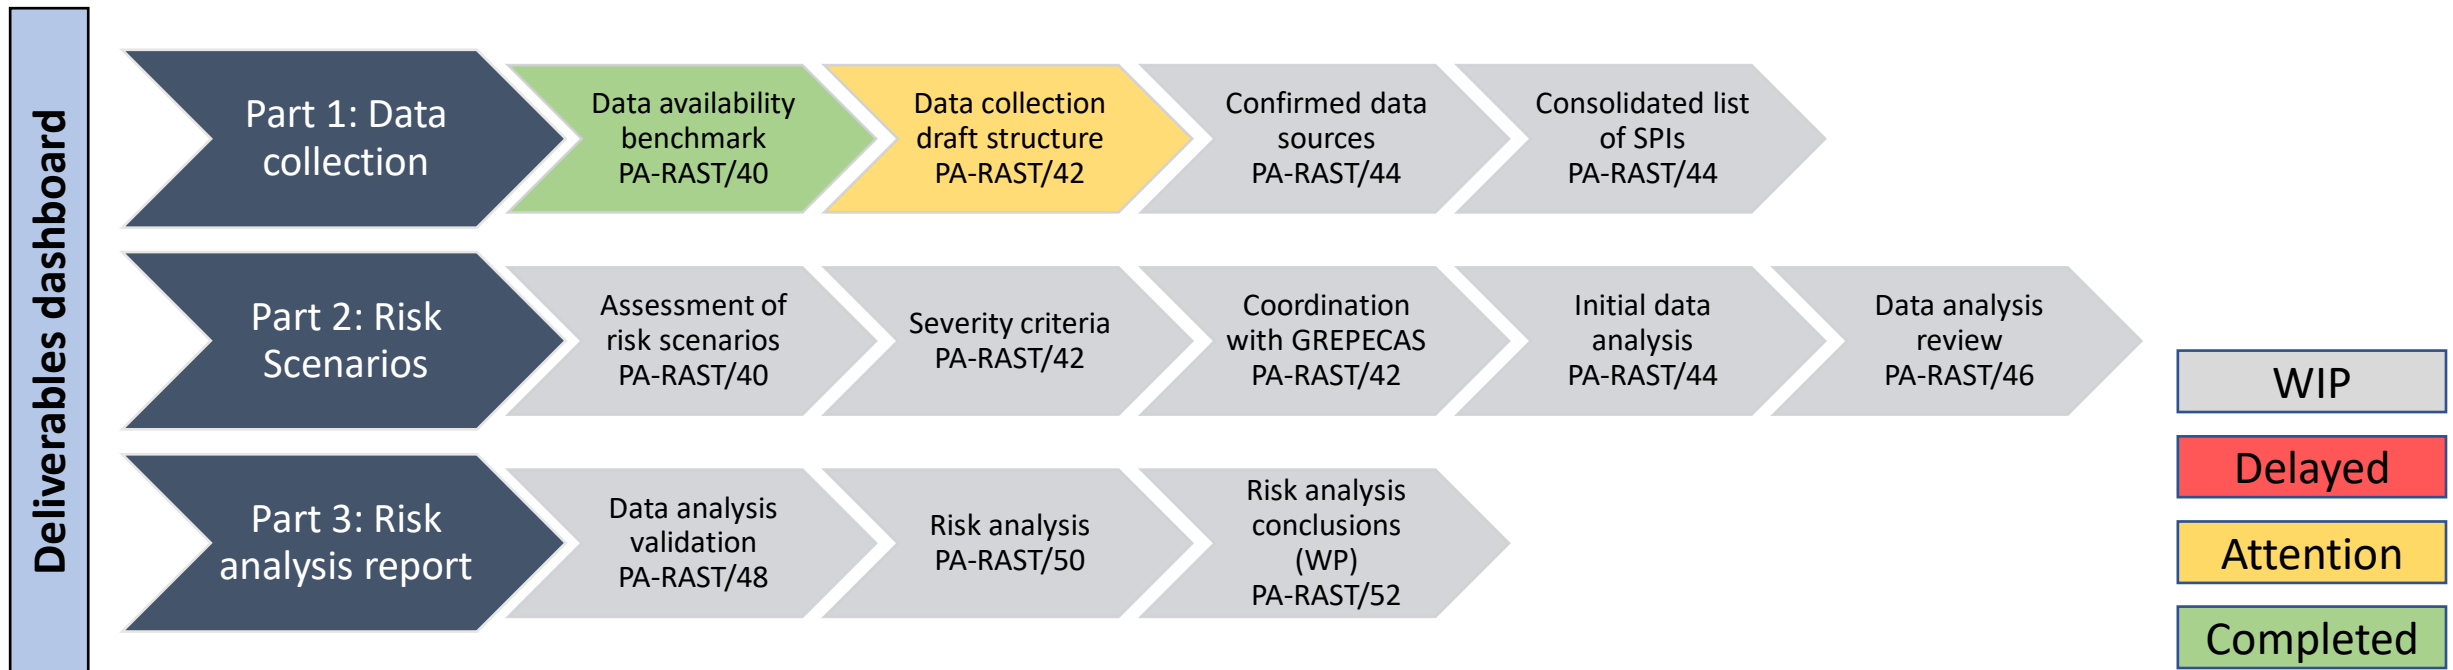 Deliverables dashboard
Part 1: Data
collection
Data availability
benchmark
PA-RAST/40
Data collection
draft structure
PA-RAST/42
Confirmed data
sources
PA-RAST/44
Consolidated list
of SPIs
PA-RAST/44
Part 2: Risk
Scenarios
Assessment of
risk scenarios
PA-RAST/40
Severity criteria
PA-RAST/42
Coordination
with GREPECAS
PA-RAST/42
Initial data
analysis
PA-RAST/44
Data analysis
review
PA-RAST/46
Part 3: Risk
analysis report
Data analysis
validation
PA-RAST/48
Risk analysis
PA-RAST/50
Risk analysis
conclusions
(WP)
PA-RAST/52
WIP
Delayed
Attention
Completed